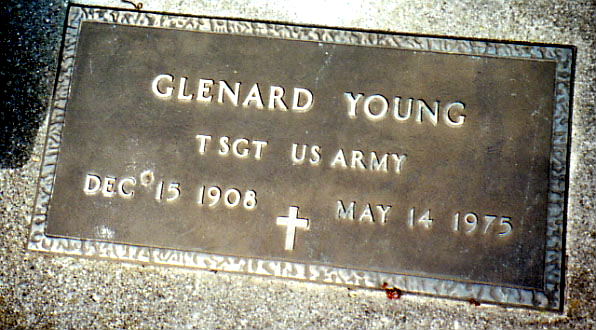 GLENARD YOUNG
T SGT US ARMY
DEC 15 1908 MAY 14 1975